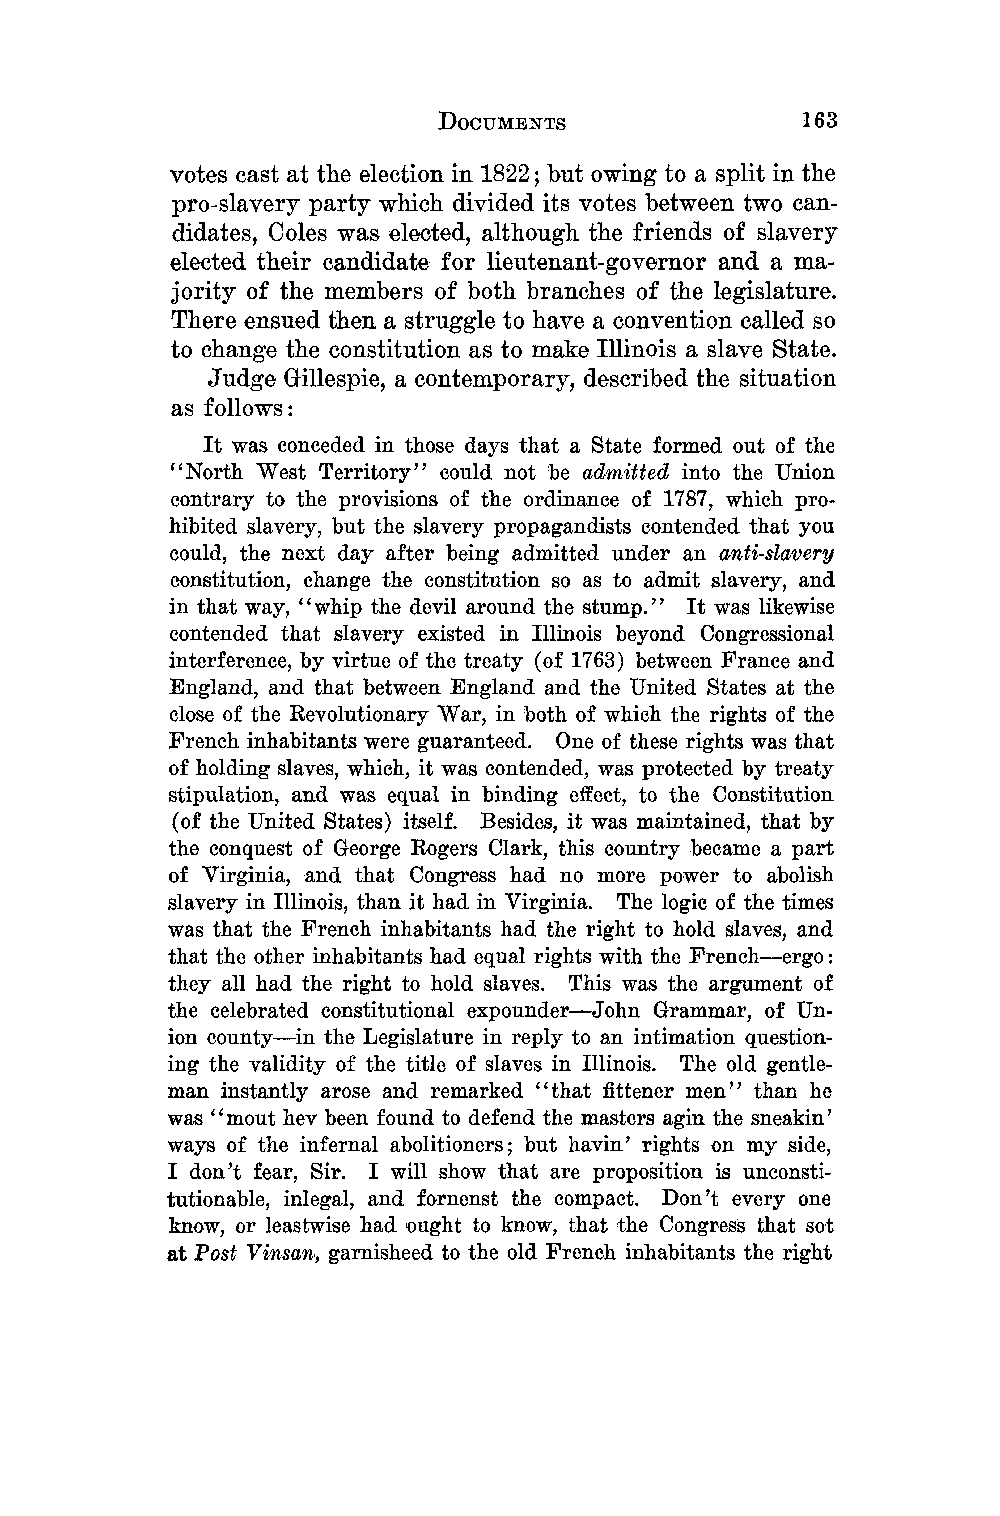 DOCUMENTS 163
votes cast at the election in 1822; but owing to a split in the
pro-slavery party which divided its votes between two can-
didates, Coles was elected, although the friends of slavery
elected their candidate for lieutenant-governor and a ma-
jority of the members of both branches of the legislature.
There ensued then a struggle to have a convention called so
to change the constitution as to make Illinois a slave State.
Judge Gillespie, a contemporary, described the situation
as follows:
It was conceded in those days that a State formed out of the
“North West Territory” could not be admitted into the Union
contrary to the provisions of the ordinance of 1787, which pro-
hibited slavery, but the slavery propagandists contended that you
could, the next day after being admitted under an anti-slavery
constitution, change the constitution so as to admit slavery, and
in that way, “whip the devil around the stump.” It was likewise
contended that slavery existed in Illinois beyond Congressional
interference, by virtue of the treaty (of 1763) between France and
England, and that between England and the United States at the
close of the Revolutionary War, in both of which the rights of the
French inhabitants were guaranteed. One of these rights was that
of holding slaves, which, it was contended, was protected by treaty
stipulation, and was equal in binding effect, to the Constitution
(of the United States) itself. Besides, it was maintained, that by
the conquest of George Rogers Clark, this country became a part
of Virginia, and that Congress had no more power to abolish
slavery in Illinois, than it had in Virginia. The logic of the times
was that the French inhabitants had the right to hold slaves, and
that the other inhabitants had equal rights with the French—ergo:
they all had the right to hold slaves. This was the argument of
the celebrated constitutional expounder—John Grammar, of Un-
ion county—in the Legislature in reply to an intimation question-
ing the validity of the title of slaves in Illinois. The old gentle-
man instantly arose and remarked “that fittener men” than he
was “mout hev been found to defend the masters agin the sneakin’
ways of the infernal abolitioners; but havin’ rights on my side,
I don’t fear, Sir. I will show that are proposition is unconsti-
tutionable, inlegal, and fornenst the compact. Don’t every one
know, or leastwise had ought to know, that the Congress that sot
at Post Vinsan, garnisheed to the old French inhabitants the right